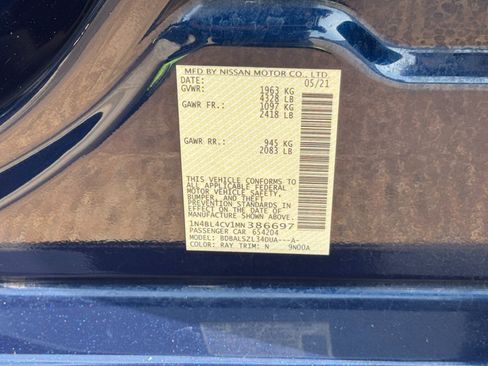 MFD BY NISSAN MOTOR CO., LTD.
DATE: 05/21
GVWR: 1963 KG
4328 LB
GAWR FR.: 1097 KG
2418 LB
GAWR RR.: 945 KG
2083 LB
THIS VEHICLE CONFORMS TO
ALL APPLICABLE FEDERAL
MOTOR VEHICLE SAFETY,
BUMPER, AND THEFT
PREVENTION STANDARDS IN
EFFECT ON THE DATE OF
MANUFACTURE SHOWN ABOVE.
1N4BL4CV1MN386697
PASSENGER CAR 654204
MODEL: BDBALSZL34DUA---A-
COLOR: RAY TRIM: N 9N00A